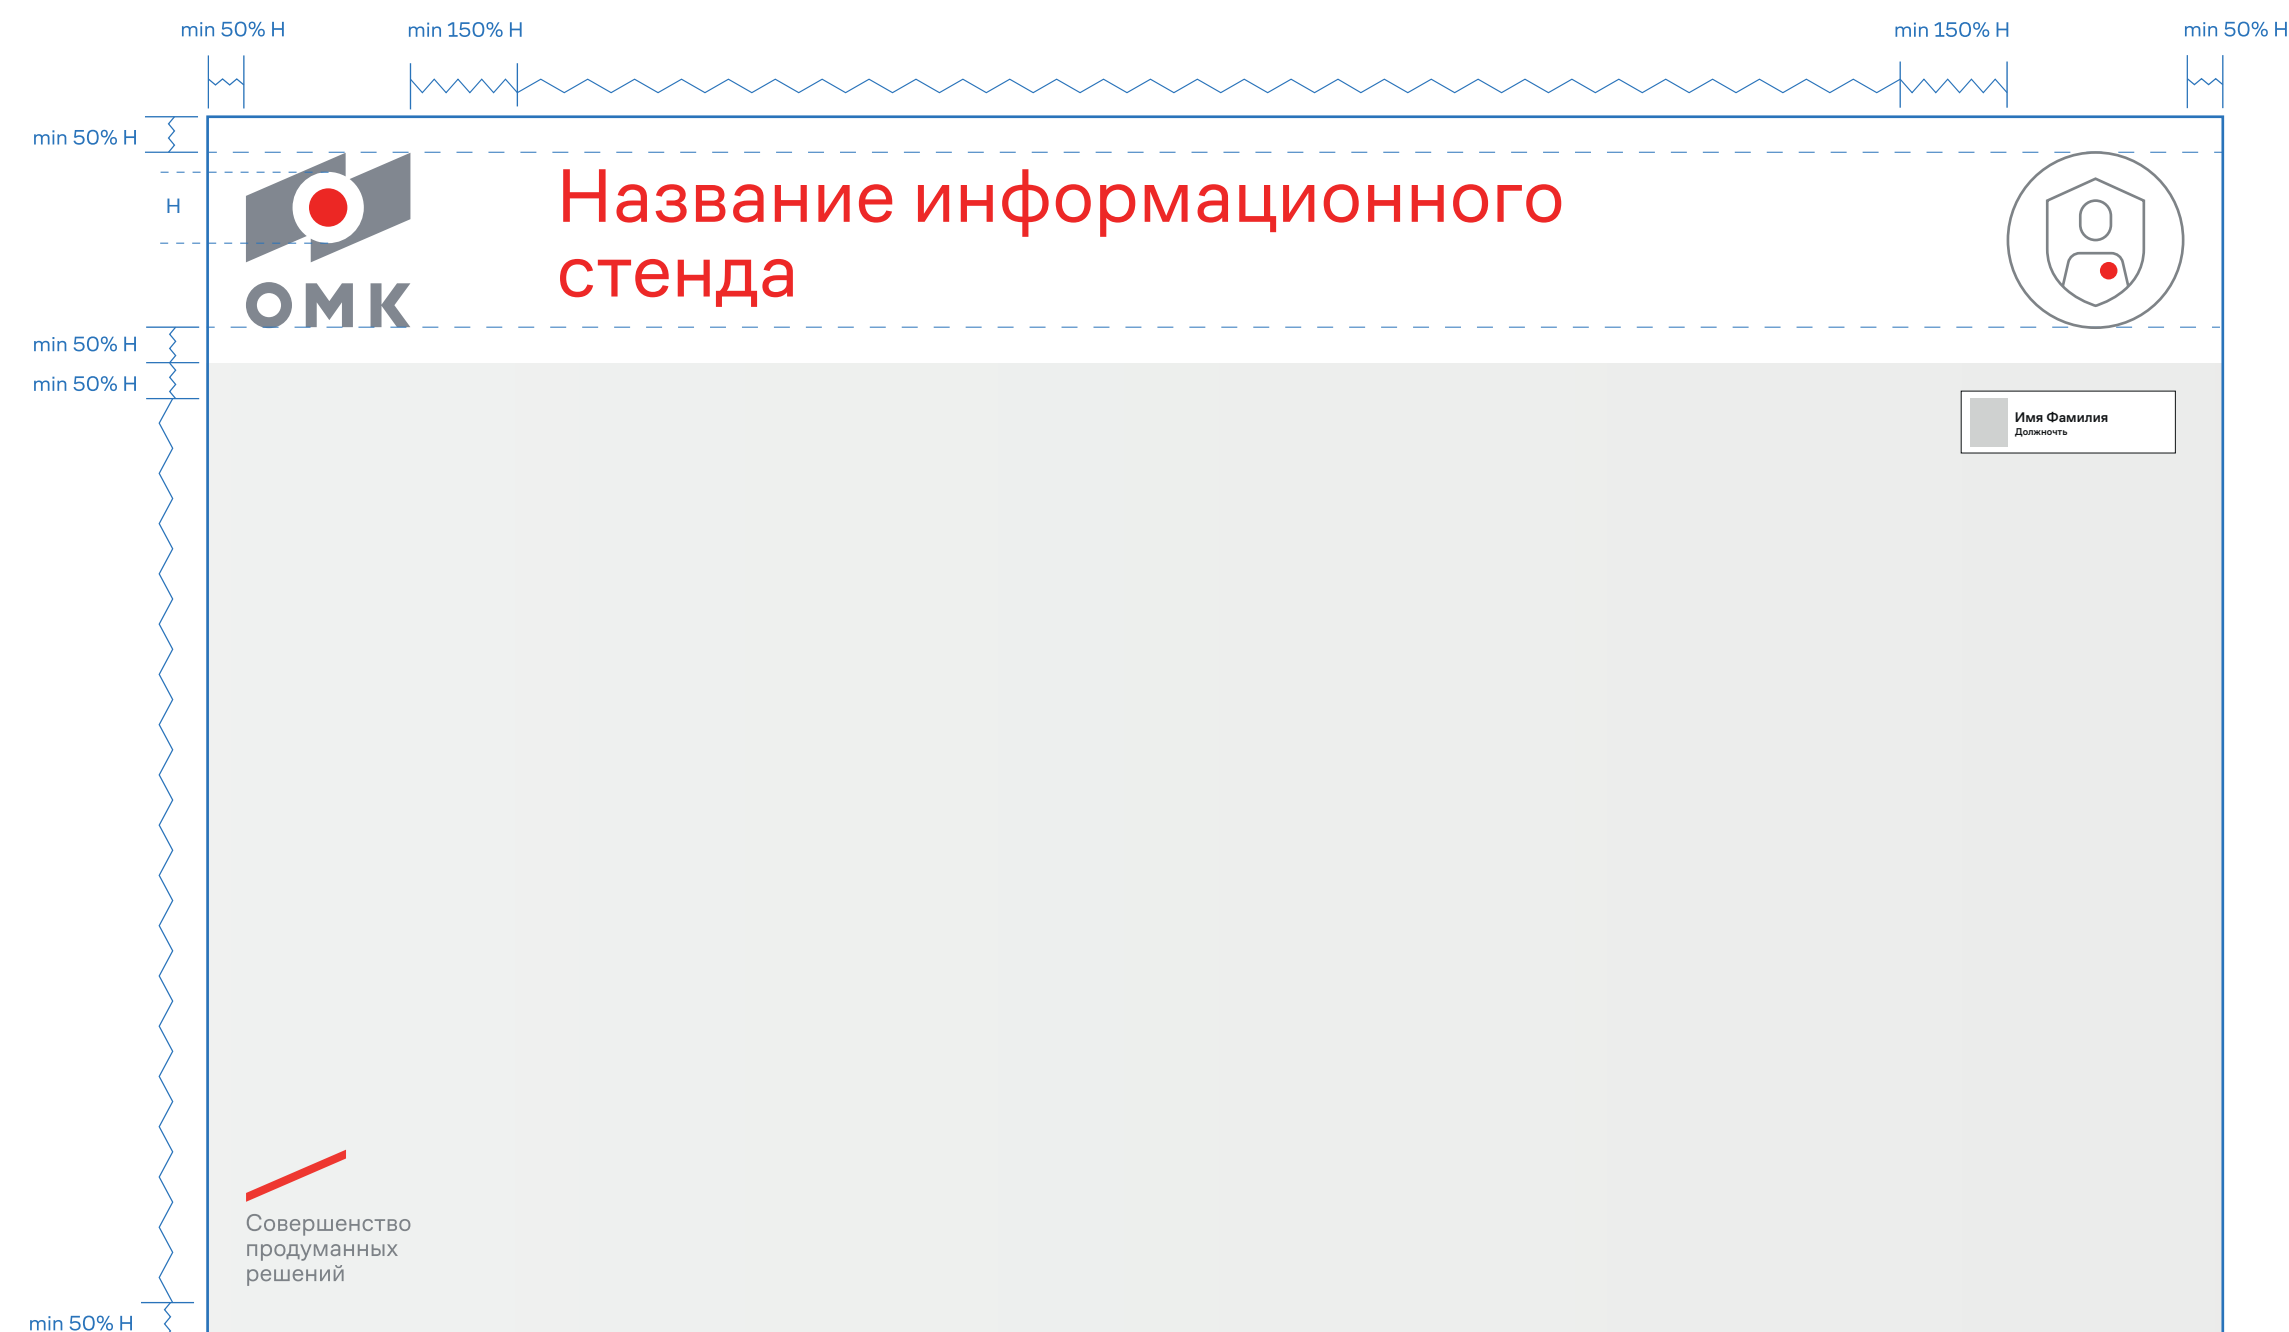 min 50% H
min 150% H
min 150% H
min 50% H
min 50% H
H
ОМК
Название информационного
стенда
min 50% H
min 50% H
Имя Фамилия
Должночть
Совершенство
продуманных
решений
min 50% H